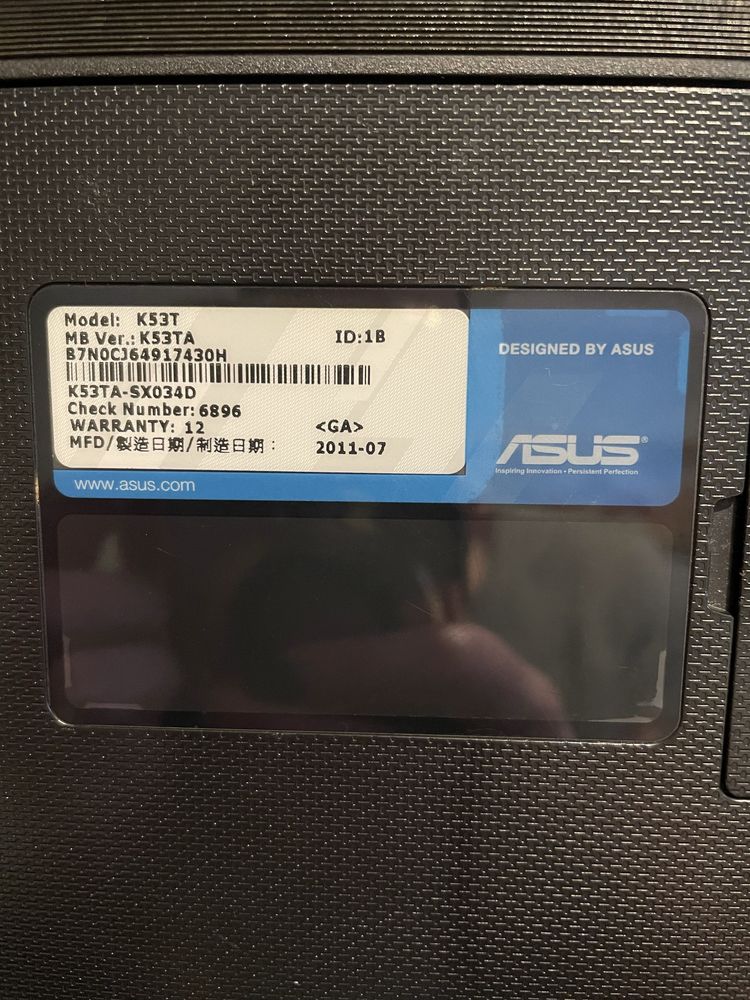 Model: K53T
MB Ver.: K53TA ID:1B
B7N0CJ64917430H
K53TA-SX034D
Check Number: 6896
WARRANTY: 12 <GA>
MFD/製造日期/制造日期: 2011-07
www.asus.com
DESIGNED BY ASUS
ASUS®
Inspiring Innovation • Persistent Perfection